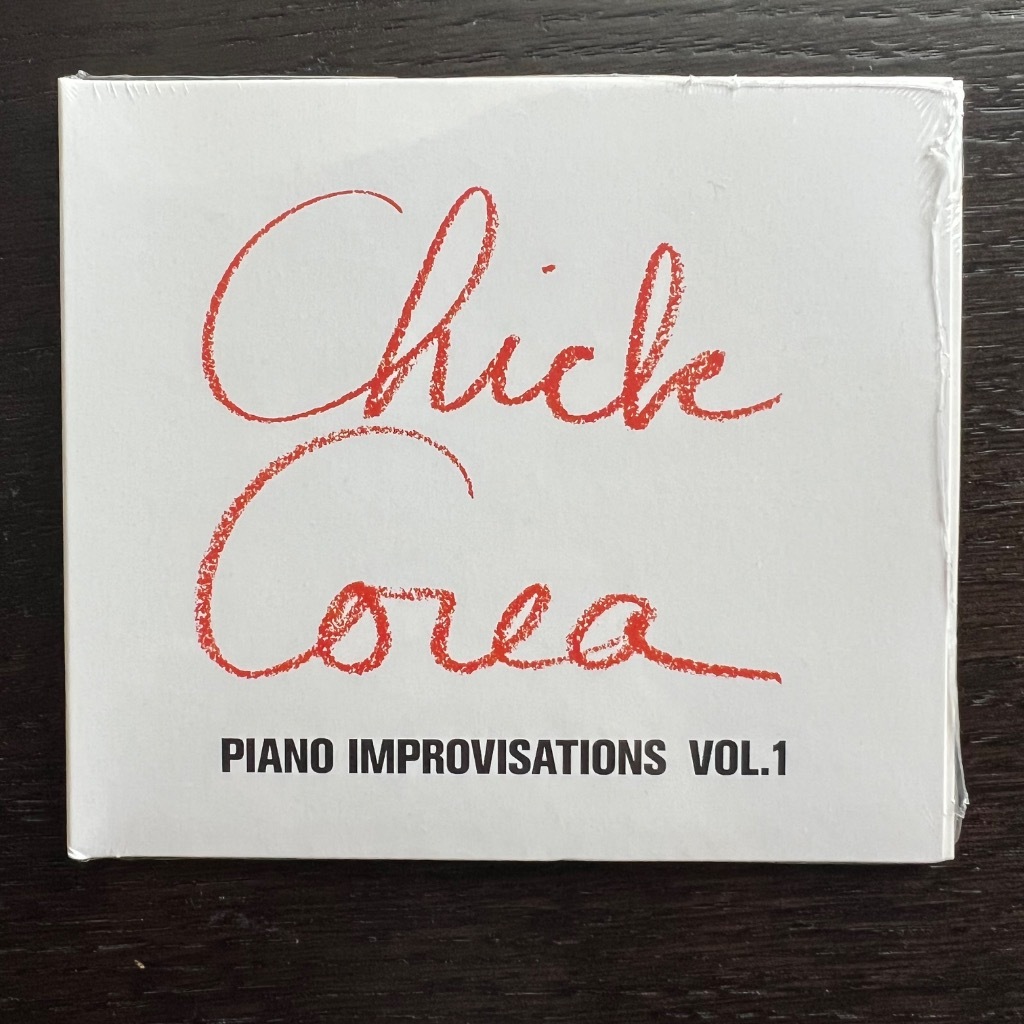 Chick
Corea
PIANO IMPROVISATIONS VOL.1